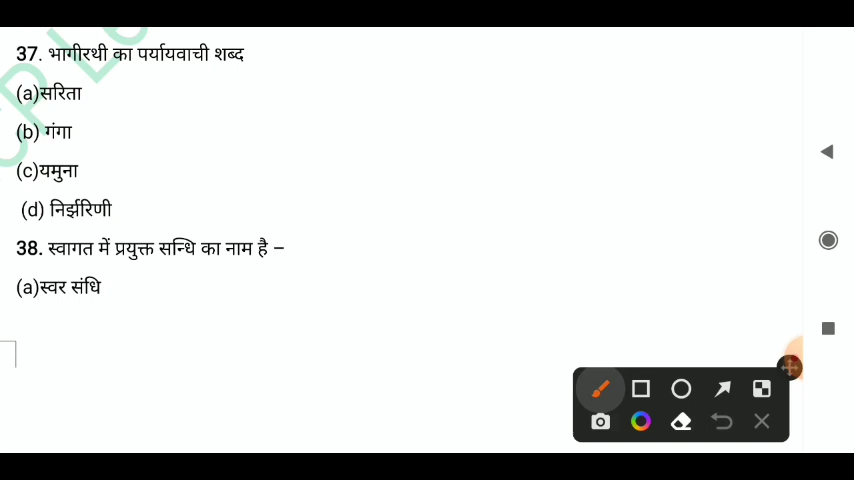 37. भागीरथी का पर्यायवाची शब्द
(a)सरिता
(b) गंगा
(c)यमुना
(d) निर्झरिणी
38. स्वागत में प्रयुक्त सन्धि का नाम है –
(a)स्वर संधि